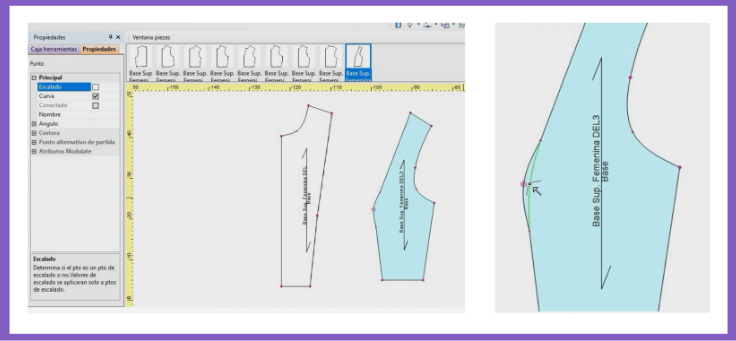 Propiedades
Caja herramientas Propiedades
Punto
Principal
Escalado
Curva
Conectado
Nombre
Angulo
Costura
Punto alternativo de partida
Atributos Modulate
Escalado
Determina si el pto es un pto de
escalado o no.Valores de
escalado se aplicaran solo a ptos
de escalado.
Ventana piezas
Base Sup. Base Sup. Base Sup. Base Sup. Base Sup. Base Sup. Base Sup. Base Sup.
Femeni Femeni Femeni Femeni Femeni Femeni Femeni
-150 -140 -130 -120 -110 -100 -90 -80
Base Sup. Femenina DEL
Base
Base Sup. Femenina DEL3
Base
Base Sup. Femenina DEL3
Base